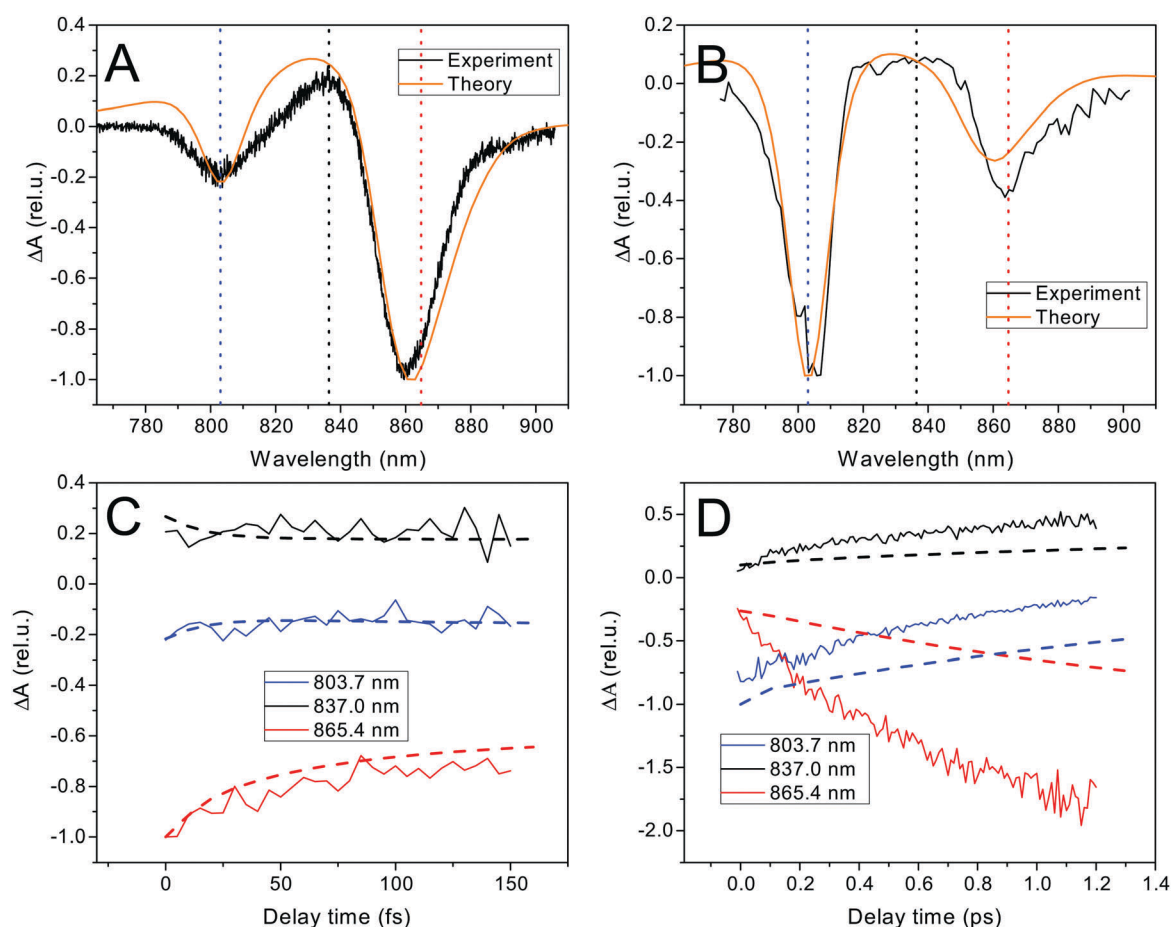 A
Experiment
Theory
0.4
0.2
0.0
-0.2
-0.4
-0.6
-0.8
-1.0
ΔA (rel.u.)
780 800 820 840 860 880 900
Wavelength (nm)
B
Experiment
Theory
0.2
0.0
-0.2
-0.4
-0.6
-0.8
-1.0
ΔA (rel.u.)
780 800 820 840 860 880 900
Wavelength (nm)
C
803.7 nm
837.0 nm
865.4 nm
0.4
0.2
0.0
-0.2
-0.4
-0.6
-0.8
-1.0
ΔA (rel.u.)
0 50 100 150
Delay time (fs)
D
803.7 nm
837.0 nm
865.4 nm
0.5
0.0
-0.5
-1.0
-1.5
-2.0
ΔA (rel.u.)
0.0 0.2 0.4 0.6 0.8 1.0 1.2 1.4
Delay time (ps)